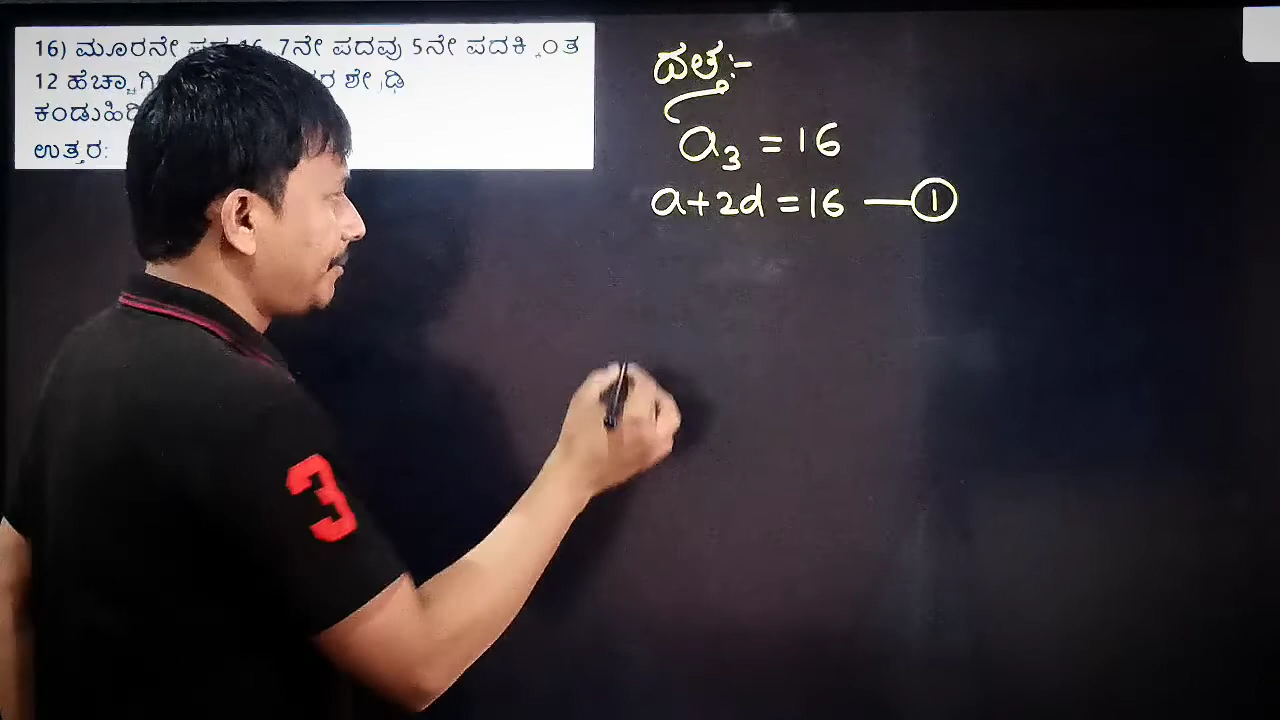 16) ಮೂರನೇ 7ನೇ ಪದವು 5ನೇ ಪದಕ್ಕಿಂತ
12 ಶ್ರೇಢಿ
ಉತ್ತರ:
ದತ್ತ:-
a₃ = 16
a+2d = 16 — ①
3